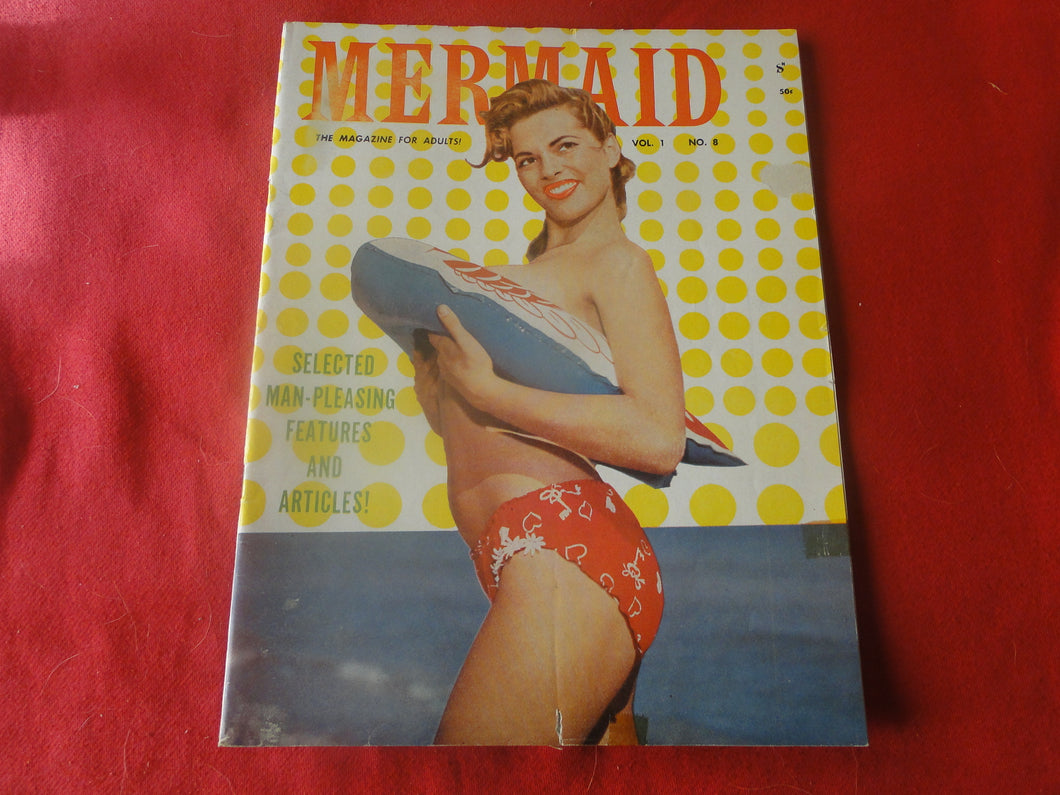 MERMAID
THE MAGAZINE FOR ADULTS!
VOL. 1 NO. 8
50¢
SELECTED
MAN-PLEASING
FEATURES
AND
ARTICLES!